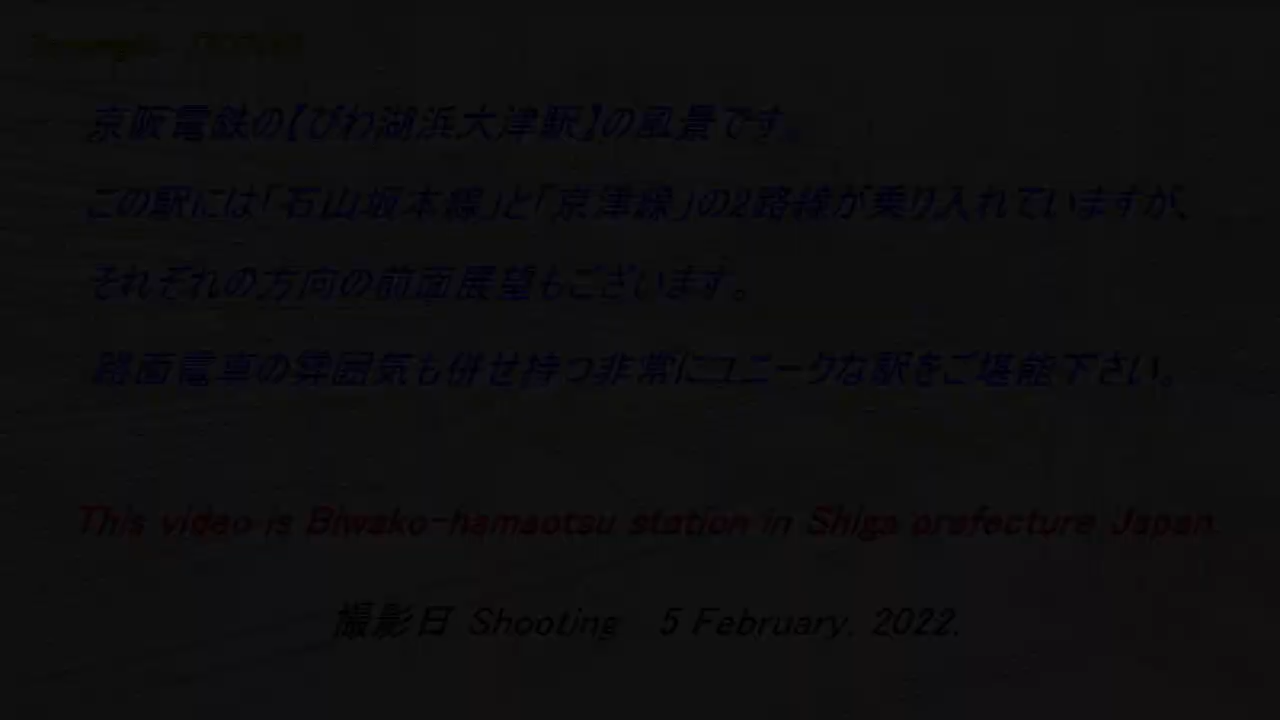 京阪電鉄の【びわ湖浜大津駅】の風景です。
この駅には「石山坂本線」と「京津線」の2路線が乗り入れていますが、
それぞれの方向の前面展望もございます。
路面電車の雰囲気も併せ持つ非常にユニークな駅をご堪能下さい。
This video is Biwako-hamaotsu station in Shiga prefecture Japan.
撮影日 Shooting 5 February. 2022.